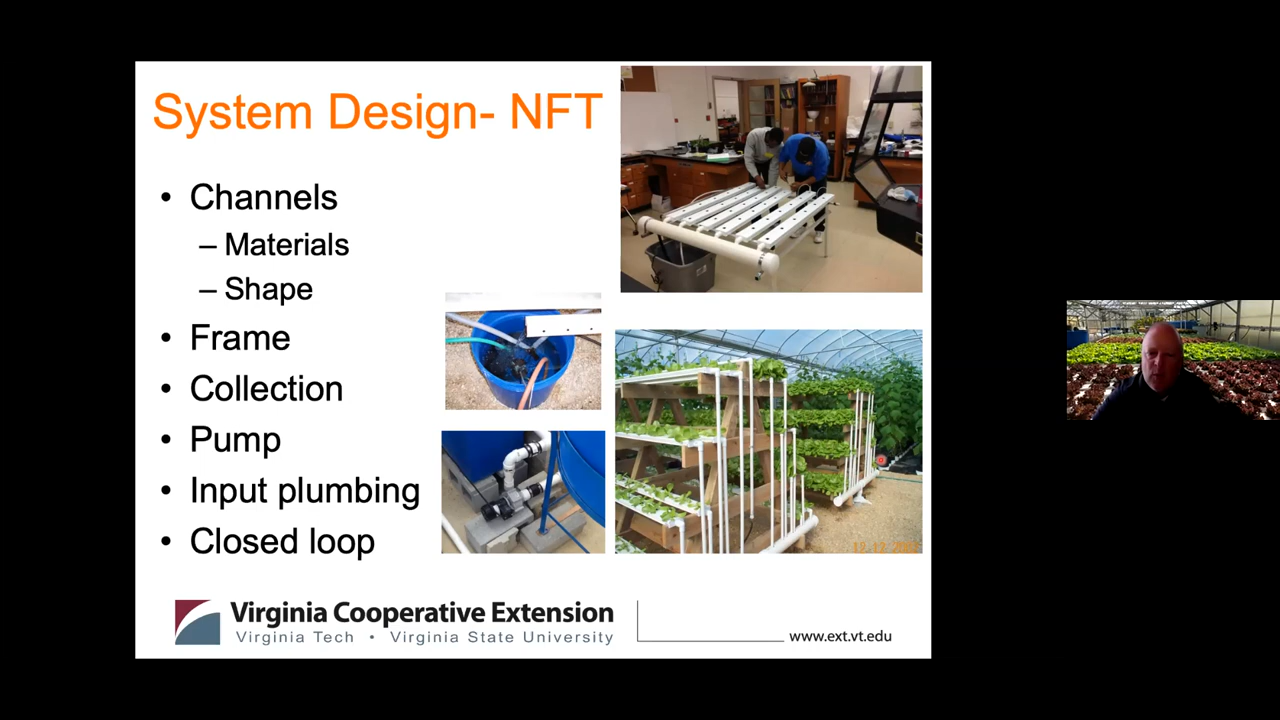 System Design- NFT
• Channels
– Materials
– Shape
• Frame
• Collection
• Pump
• Input plumbing
• Closed loop
Virginia Cooperative Extension
Virginia Tech • Virginia State University
www.ext.vt.edu